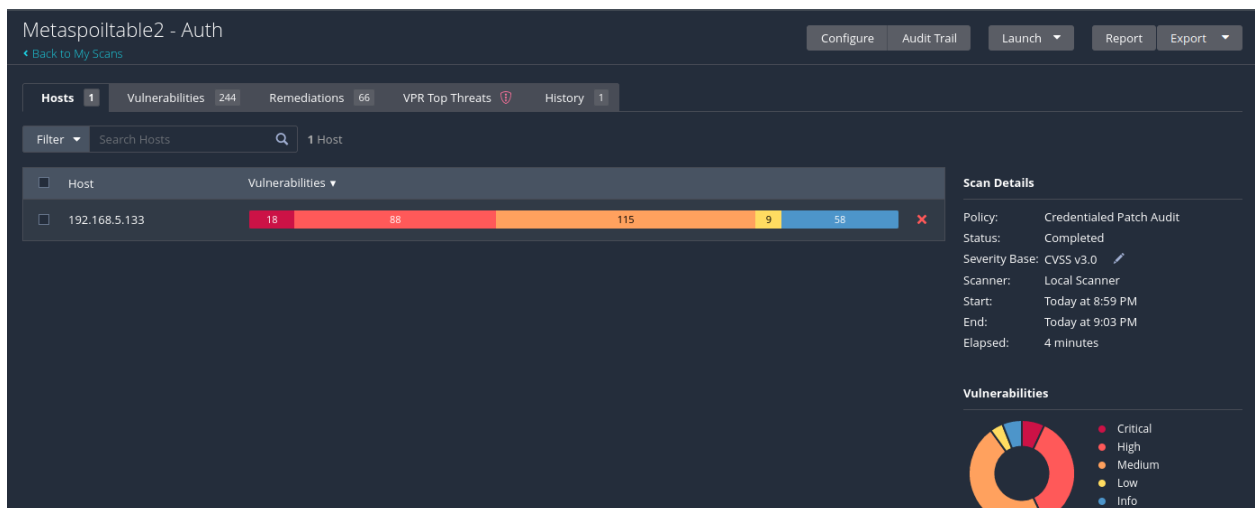 Metaspoiltable2 - Auth
Back to My Scans
Configure Audit Trail Launch Report Export
Hosts 1 Vulnerabilities 244 Remediations 66 VPR Top Threats History 1
Filter Search Hosts 1 Host
Host Vulnerabilities
192.168.5.133 18 88 115 9 58
Scan Details
Policy: Credentialed Patch Audit
Status: Completed
Severity Base: CVSS v3.0
Scanner: Local Scanner
Start: Today at 8:59 PM
End: Today at 9:03 PM
Elapsed: 4 minutes
Vulnerabilities
Critical
High
Medium
Low
Info